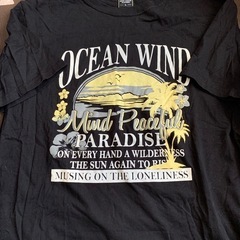 OCEAN WIND
Mind Peaceful
PARADISE
ON EVERY HAND A WILDERNESS
THE SUN AGAIN TO RISE
MUSING ON THE LONELINESS